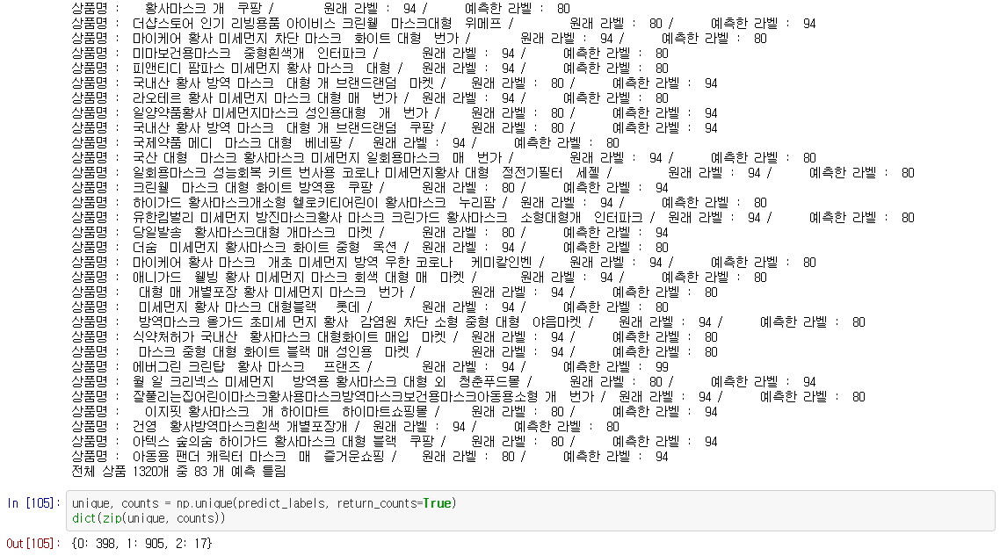 상품명 : 황사마스크 개 쿠팡 / 원래 라벨 : 94 / 예측한 라벨 : 80
상품명 : 더샵스토어 인기 리빙용품 아이비스 크린웰 마스크대형 위메프 / 원래 라벨 : 80 / 예측한 라벨 : 94
상품명 : 마이케어 황사 미세먼지 차단 마스크 화이트 대형 번가 / 원래 라벨 : 94 / 예측한 라벨 : 80
상품명 : 미마보건용마스크 중형흰색개 인터파크 / 원래 라벨 : 94 / 예측한 라벨 : 80
상품명 : 피앤티디 팜파스 미세먼지 황사 마스크 대형 / 원래 라벨 : 94 / 예측한 라벨 : 80
상품명 : 국내산 황사 방역 마스크 대형 개 브랜드랜덤 마켓 / 원래 라벨 : 80 / 예측한 라벨 : 94
상품명 : 라오테르 황사 미세먼지 마스크 대형 매 번가 / 원래 라벨 : 94 / 예측한 라벨 : 80
상품명 : 일양약품황사 미세먼지마스크 성인용대형 개 번가 / 원래 라벨 : 80 / 예측한 라벨 : 94
상품명 : 국내산 황사 방역 마스크 대형 개 브랜드랜덤 쿠팡 / 원래 라벨 : 80 / 예측한 라벨 : 94
상품명 : 국제약품 메디 마스크 대형 베네팡 / 원래 라벨 : 94 / 예측한 라벨 : 80
상품명 : 국산 대형 마스크 황사마스크 미세먼지 일회용마스크 매 번가 / 원래 라벨 : 94 / 예측한 라벨 : 80
상품명 : 일회용마스크 성능회복 키트 번사용 코로나 미세먼지황사 대형 정전기필터 세젤 / 원래 라벨 : 94 / 예측한 라벨 : 80
상품명 : 크린웰 마스크 대형 화이트 방역용 쿠팡 / 원래 라벨 : 80 / 예측한 라벨 : 94
상품명 : 하이가드 황사마스크개소형 헬로키티어린이 황사마스크 누리팜 / 원래 라벨 : 94 / 예측한 라벨 : 80
상품명 : 유한킴벌리 미세먼지 방진마스크황사 마스크 크린가드 황사마스크 소형대형개 인터파크 / 원래 라벨 : 94 / 예측한 라벨 : 80
상품명 : 당일발송 황사마스크대형 개마스크 마켓 / 원래 라벨 : 80 / 예측한 라벨 : 94
상품명 : 더숨 미세먼지 황사마스크 화이트 중형 옥션 / 원래 라벨 : 94 / 예측한 라벨 : 80
상품명 : 마이케어 황사 마스크 개초 미세먼지 방역 우한 코로나 케미칼인벤 / 원래 라벨 : 94 / 예측한 라벨 : 80
상품명 : 애니가드 웰빙 황사 미세먼지 마스크 회색 대형 매 마켓 / 원래 라벨 : 94 / 예측한 라벨 : 80
상품명 : 대형 매 개별포장 황사 미세먼지 마스크 번가 / 원래 라벨 : 94 / 예측한 라벨 : 80
상품명 : 미세먼지 황사 마스크 대형블랙 롯데 / 원래 라벨 : 94 / 예측한 라벨 : 80
상품명 : 방역마스크 올가드 초미세 먼지 황사 감염원 차단 소형 중형 대형 야음마켓 / 원래 라벨 : 94 / 예측한 라벨 : 80
상품명 : 식약처허가 국내산 황사마스크 대형화이트 매입 마켓 / 원래 라벨 : 94 / 예측한 라벨 : 80
상품명 : 마스크 중형 대형 화이트 블랙 매 성인용 마켓 / 원래 라벨 : 94 / 예측한 라벨 : 80
상품명 : 에버그린 크린탑 황사 마스크 프랜즈 / 원래 라벨 : 94 / 예측한 라벨 : 99
상품명 : 월 일 크리넥스 미세먼지 방역용 황사마스크 대형 외 청춘푸드몰 / 원래 라벨 : 80 / 예측한 라벨 : 94
상품명 : 잘풀리는집어린이마스크황사용마스크방역마스크보건용마스크아동용소형 개 번가 / 원래 라벨 : 94 / 예측한 라벨 : 80
상품명 : 이지핏 황사마스크 개 하이마트 하이마트쇼핑몰 / 원래 라벨 : 80 / 예측한 라벨 : 94
상품명 : 건영 황사방역마스크흰색 개별포장개 / 원래 라벨 : 94 / 예측한 라벨 : 80
상품명 : 아텍스 숲의숨 하이가드 황사마스크 대형 블랙 쿠팡 / 원래 라벨 : 80 / 예측한 라벨 : 94
상품명 : 아동용 팬더 캐릭터 마스크 매 즐거운쇼핑 / 원래 라벨 : 80 / 예측한 라벨 : 94
전체 상품 1320개 중 83 개 예측 틀림
In [105]: unique, counts = np.unique(predict_labels, return_counts=True)
dict(zip(unique, counts))
Out[105]: {0: 398, 1: 905, 2: 17}